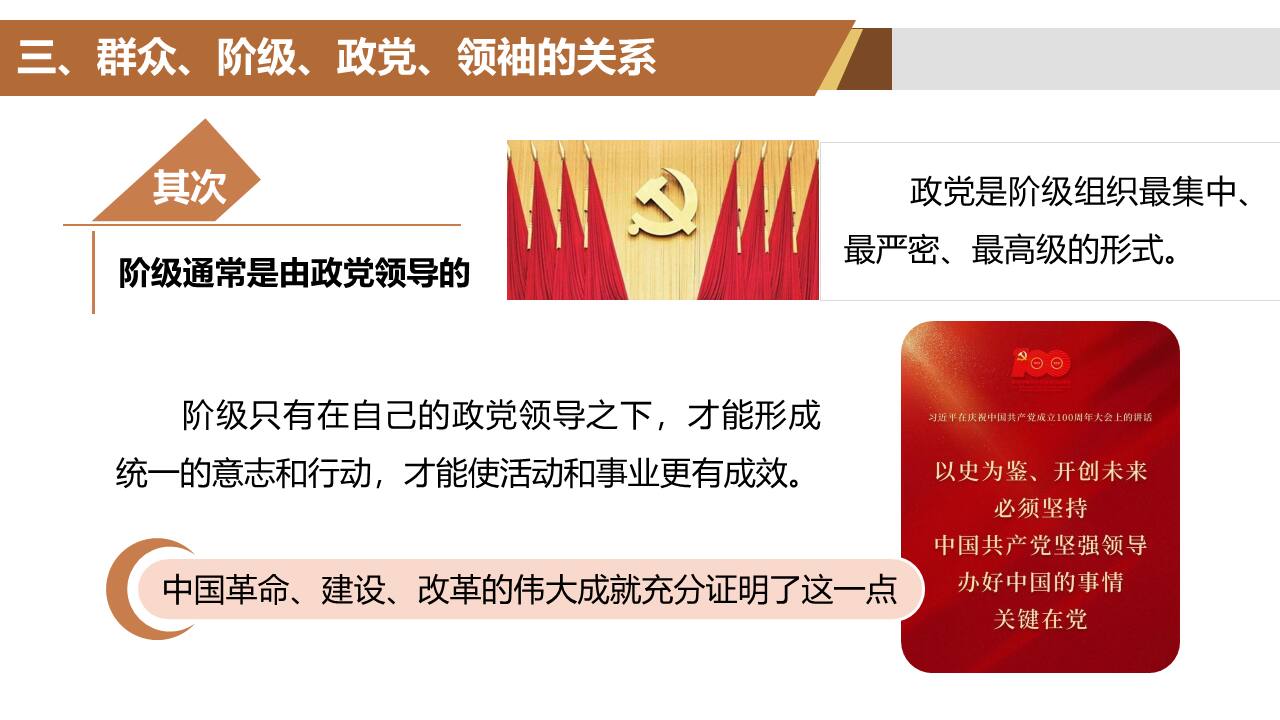 三、群众、阶级、政党、领袖的关系
其次
阶级通常是由政党领导的
政党是阶级组织最集中、
最严密、最高级的形式。
阶级只有在自己的政党领导之下，才能形成
统一的意志和行动，才能使活动和事业更有成效。
中国革命、建设、改革的伟大成就充分证明了这一点
100
习近平在庆祝中国共产党成立100周年大会上的讲话
以史为鉴、开创未来
必须坚持
中国共产党坚强领导
办好中国的事情
关键在党